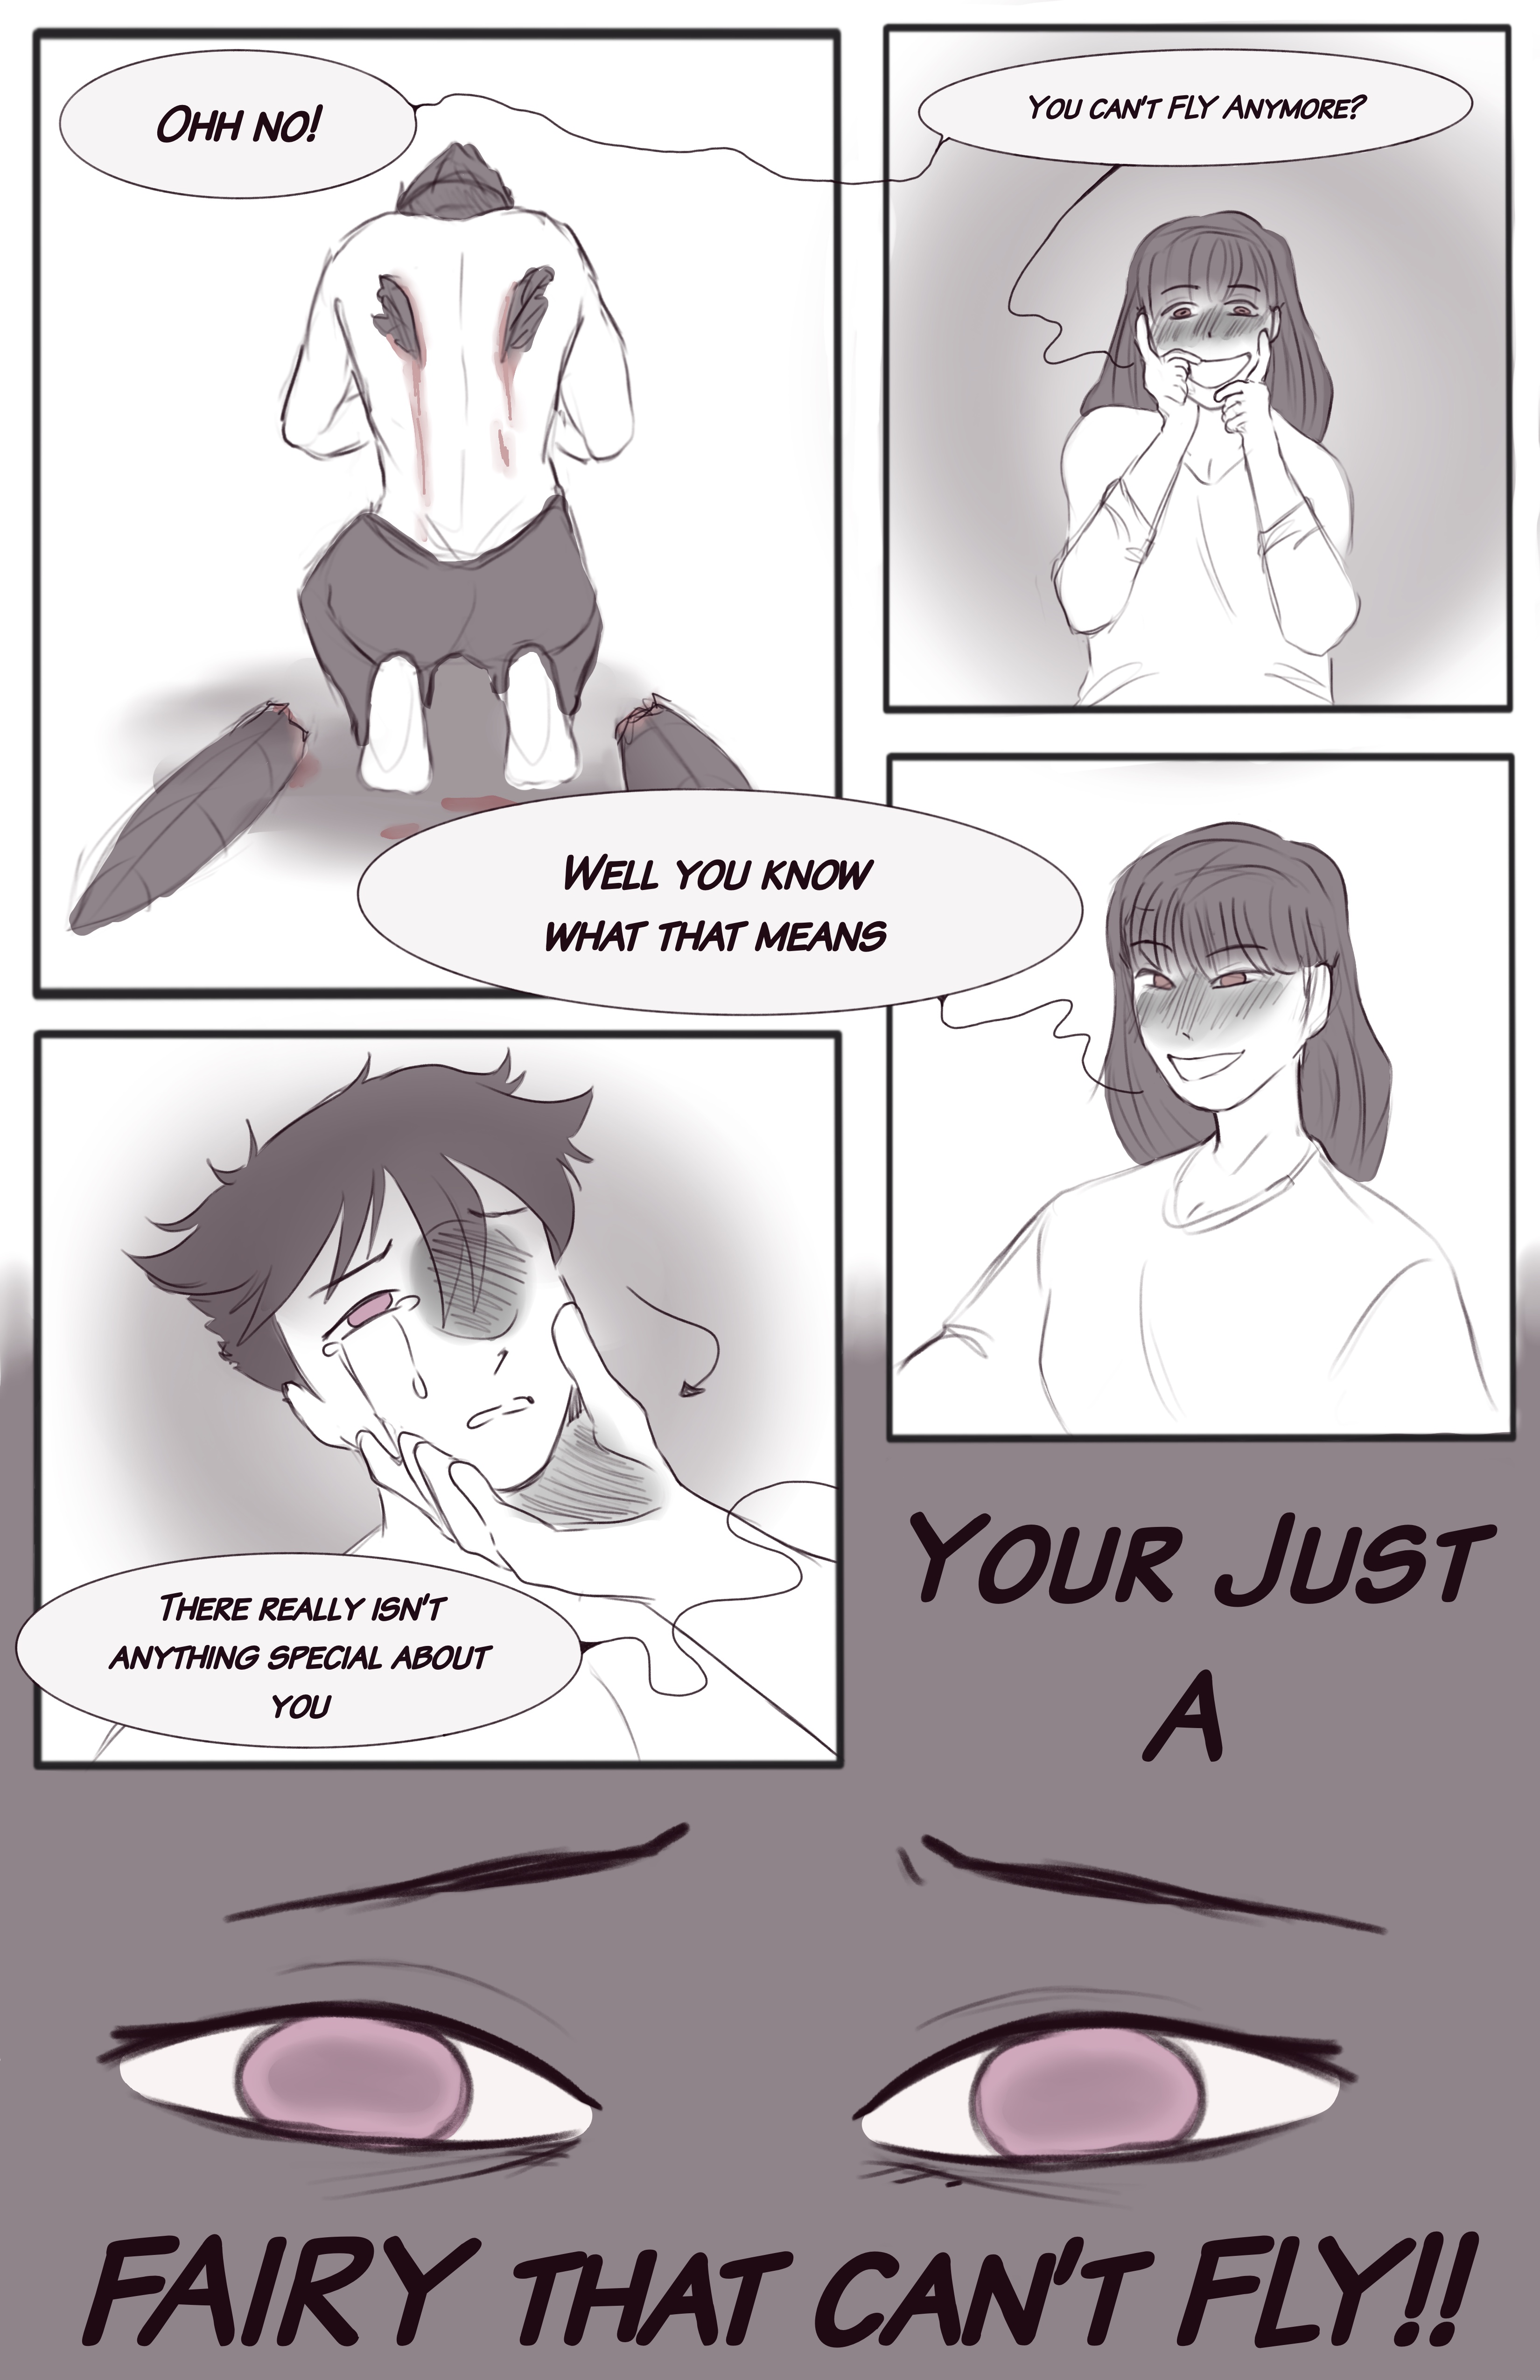 Ohh no!
You can't FLY Anymore?
Well you know
what that means
There really isn't
anything special about
you
Your Just
A
FAIRY that can't FLY!!